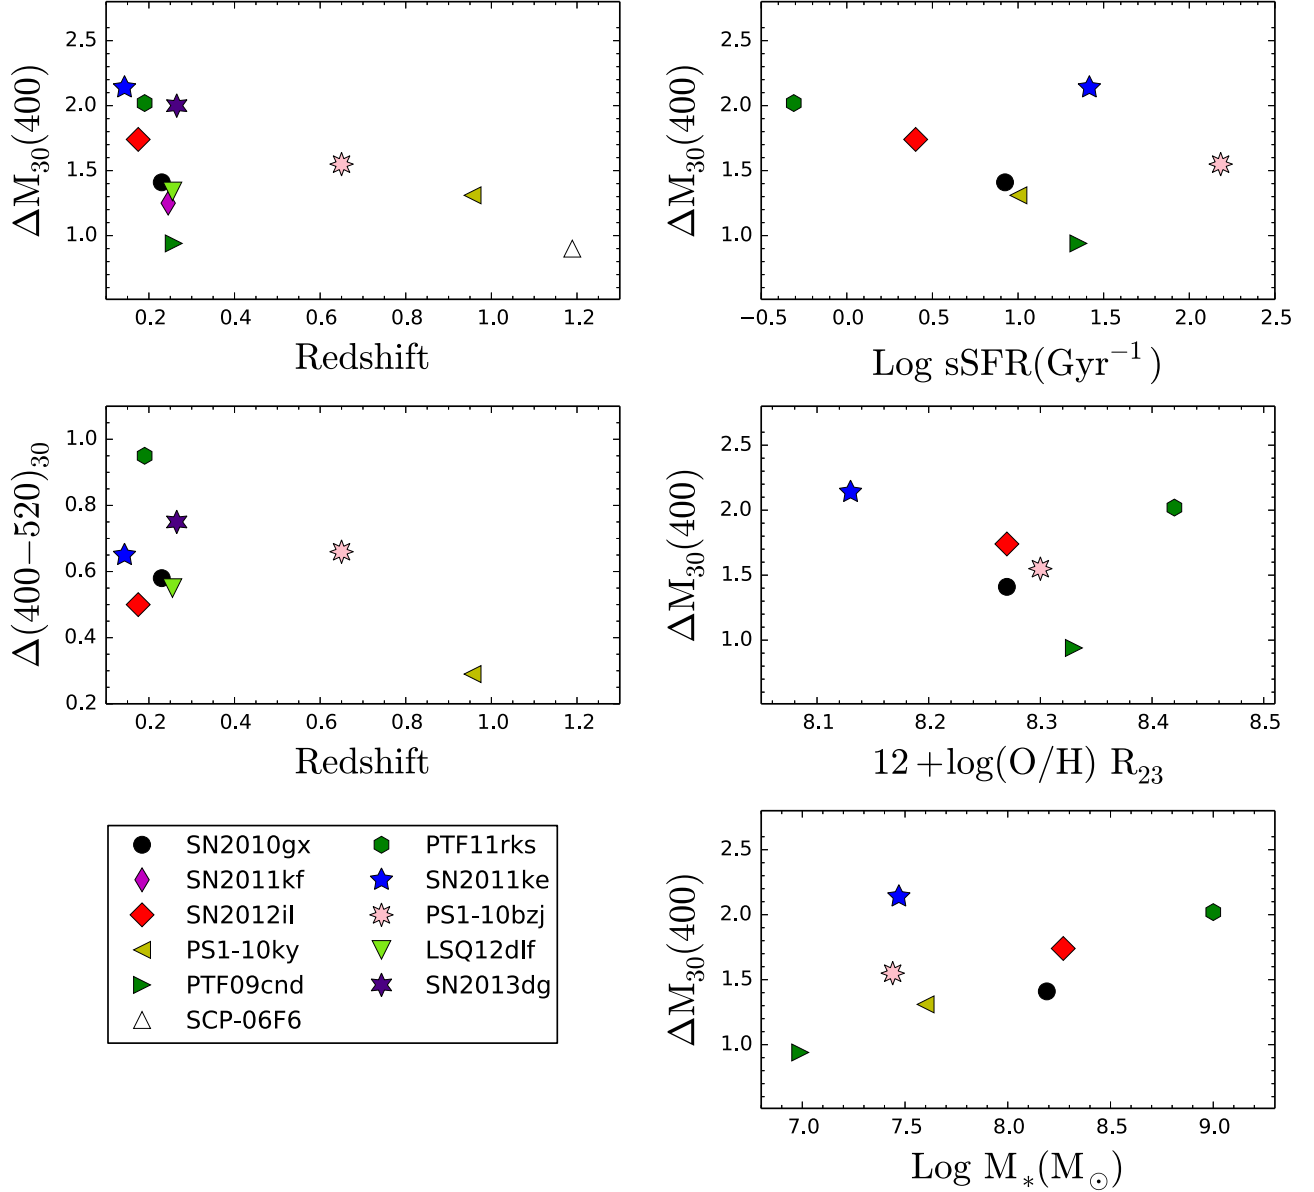 ΔM₃₀(400)
2.5
2.0
1.5
1.0
0.2 0.4 0.6 0.8 1.0 1.2
Redshift
ΔM₃₀(400)
2.5
2.0
1.5
1.0
−0.5 0.0 0.5 1.0 1.5 2.0 2.5
Log sSFR(Gyr⁻¹)
Δ(400−520)₃₀
1.0
0.8
0.6
0.4
0.2
0.2 0.4 0.6 0.8 1.0 1.2
Redshift
ΔM₃₀(400)
2.5
2.0
1.5
1.0
8.1 8.2 8.3 8.4 8.5
12+log(O/H) R₂₃
SN2010gx
SN2011kf
SN2012il
PS1-10ky
PTF09cnd
SCP-06F6
PTF11rks
SN2011ke
PS1-10bzj
LSQ12dlf
SN2013dg
ΔM₃₀(400)
2.5
2.0
1.5
1.0
7.0 7.5 8.0 8.5 9.0
Log M∗(M⊙)